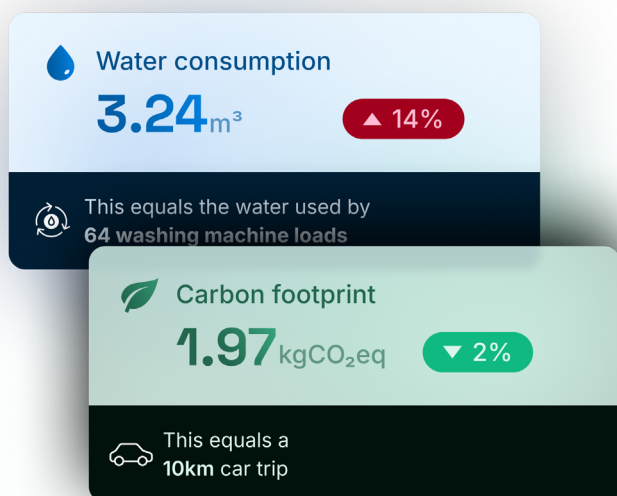 Water consumption
3.24m³
▲ 14%
This equals the water used by
64 washing machine loads
Carbon footprint
1.97kgCO₂eq
▼ 2%
This equals a
10km car trip